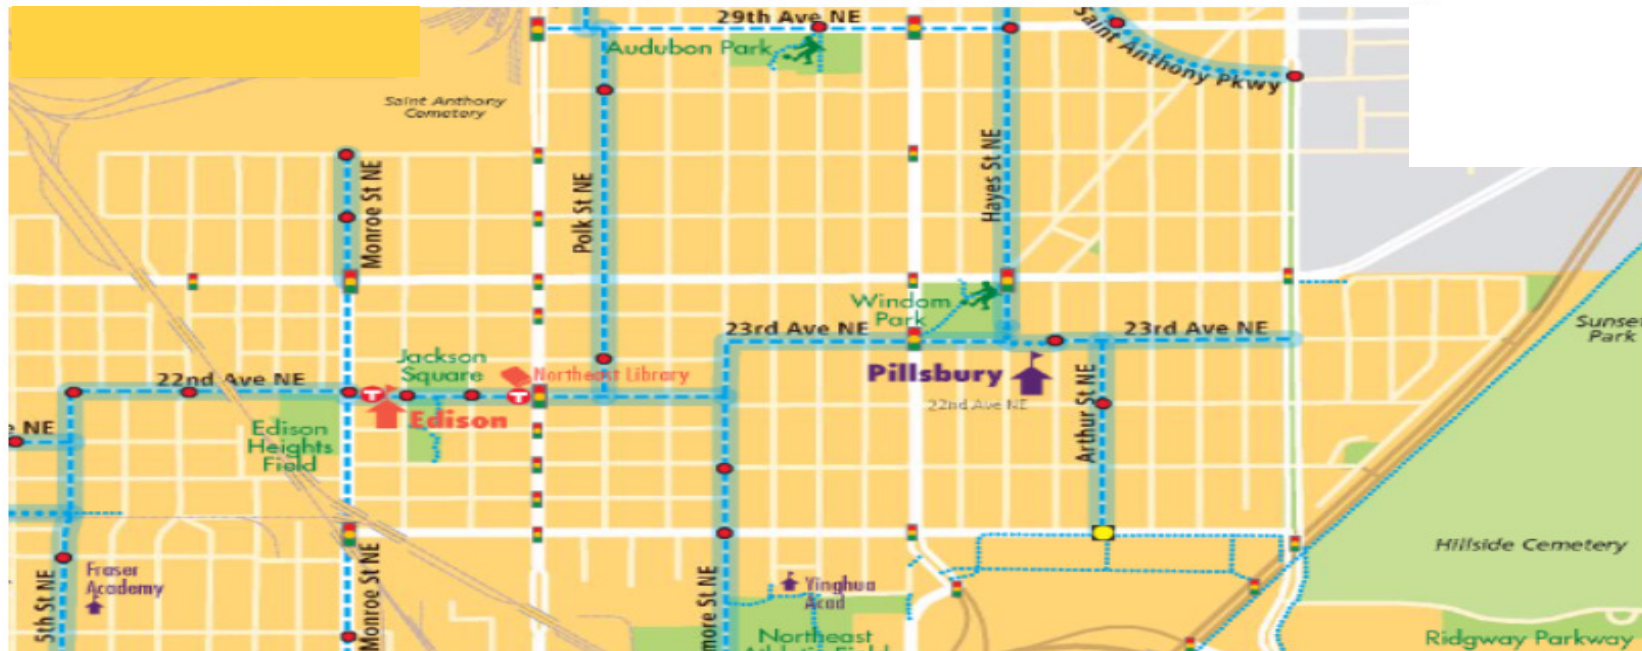 29th Ave NE
Audubon Park
Saint Anthony Pkwy
Saint Anthony
Cemetery
Monroe St NE
Polk St NE
Hayes St NE
Windom
Park
23rd Ave NE
23rd Ave NE
Sunset
Park
Jackson
Square
Northeast Library
Pillsbury
22nd Ave NE
22nd Ave NE
Edison
Arthur St NE
NE
Edison
Heights
Field
Hillside Cemetery
Fraser
Academy
5th St NE
Monroe St NE
more St NE
Yinghua
Acad
Northeast
Athletic Field
Ridgway Parkway
T
T